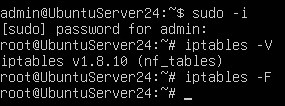 admin@UbuntuServer24:~$ sudo -i
[sudo] password for admin:
root@UbuntuServer24:~# iptables -V
iptables v1.8.10 (nf_tables)
root@UbuntuServer24:~# iptables -F
root@UbuntuServer24:~# _